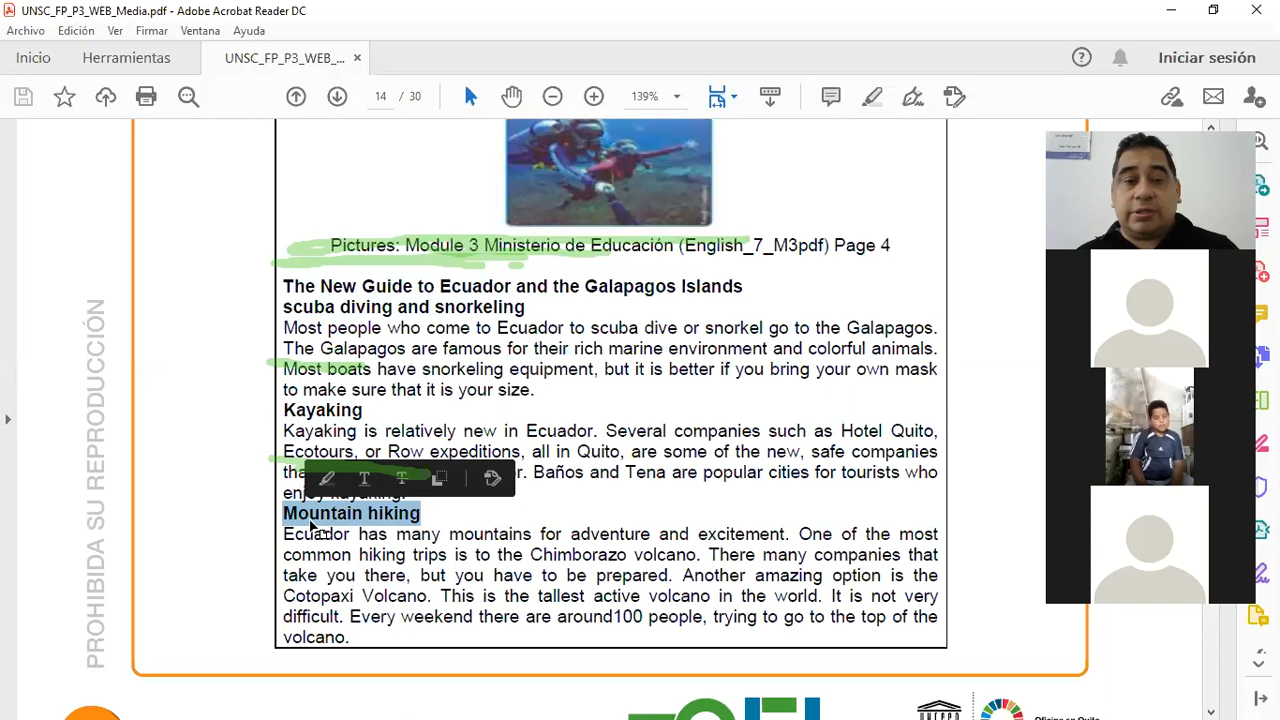 UNSC_FP_P3_WEB_Media.pdf - Adobe Acrobat Reader DC
Archivo Edición Ver Firmar Ventana Ayuda
Inicio Herramientas UNSC_FP_P3_WEB_... × Iniciar sesión
14 / 30 139%
Pictures: Module 3 Ministerio de Educación (English_7_M3pdf) Page 4
The New Guide to Ecuador and the Galapagos Islands
scuba diving and snorkeling
Most people who come to Ecuador to scuba dive or snorkel go to the Galapagos.
The Galapagos are famous for their rich marine environment and colorful animals.
Most boats have snorkeling equipment, but it is better if you bring your own mask
to make sure that it is your size.
Kayaking
Kayaking is relatively new in Ecuador. Several companies such as Hotel Quito,
Ecotours, or Row expeditions, all in Quito, are some of the new, safe companies
Baños and Tena are popular cities for tourists who
enjoy kayaking.
Mountain hiking
Ecuador has many mountains for adventure and excitement. One of the most
common hiking trips is to the Chimborazo volcano. There many companies that
take you there, but you have to be prepared. Another amazing option is the
Cotopaxi Volcano. This is the tallest active volcano in the world. It is not very
difficult. Every weekend there are around100 people, trying to go to the top of the
volcano.
PROHIBIDA SU REPRODUCCIÓN
UNESCO
Oficina en Quito